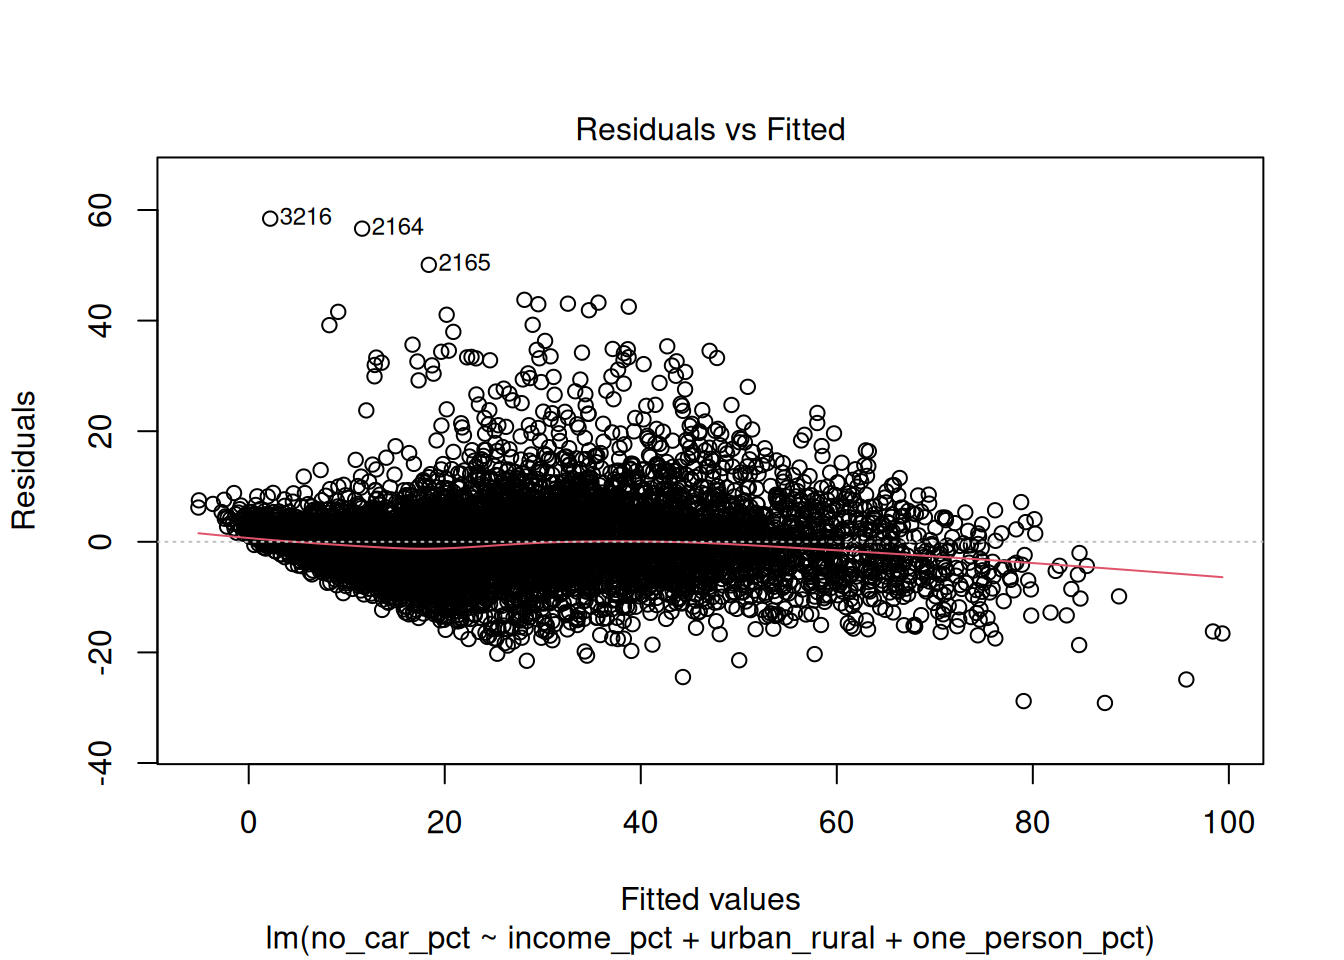 Residuals vs Fitted
3216
2164
2165
60
40
20
0
-20
-40
Residuals
0 20 40 60 80 100
Fitted values
lm(no_car_pct ~ income_pct + urban_rural + one_person_pct)